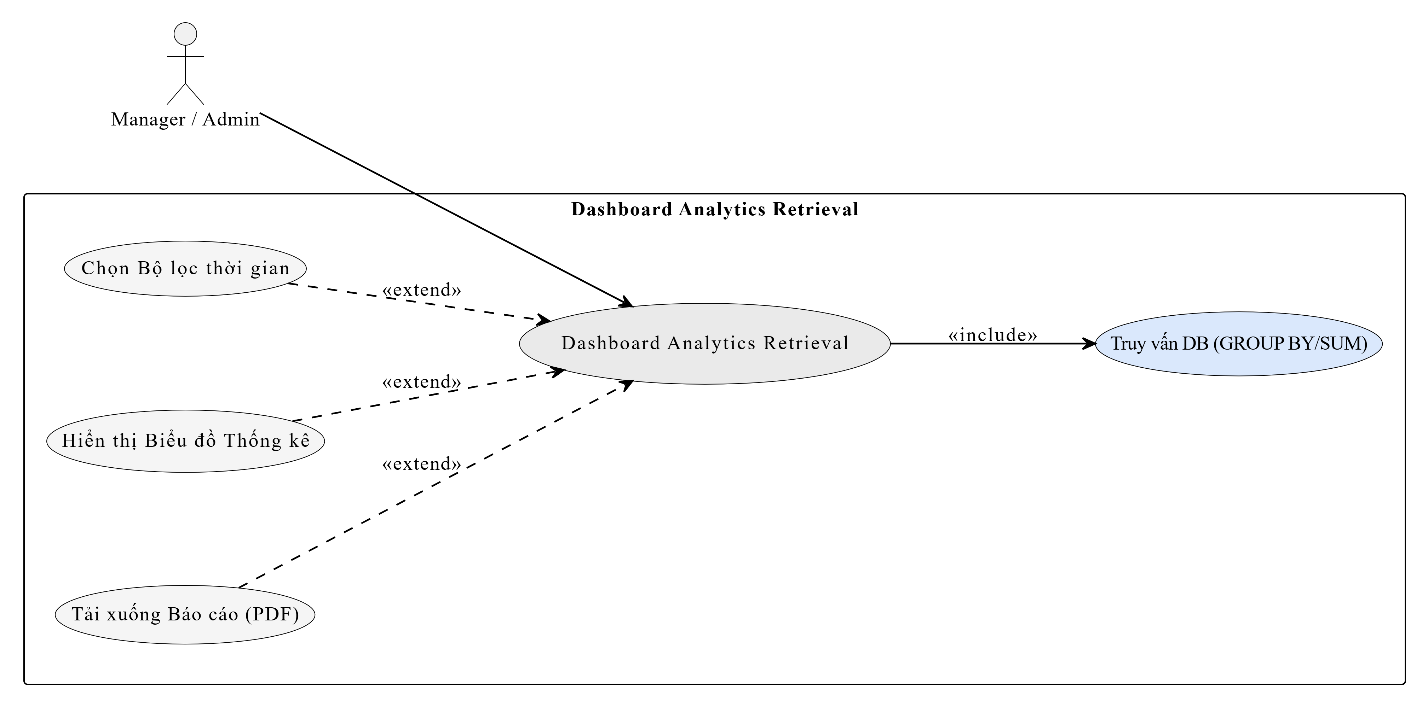 Manager / Admin
Dashboard Analytics Retrieval
Chọn Bộ lọc thời gian
«extend»
Dashboard Analytics Retrieval
«include»
Truy vấn DB (GROUP BY/SUM)
«extend»
Hiển thị Biểu đồ Thống kê
«extend»
Tải xuống Báo cáo (PDF)